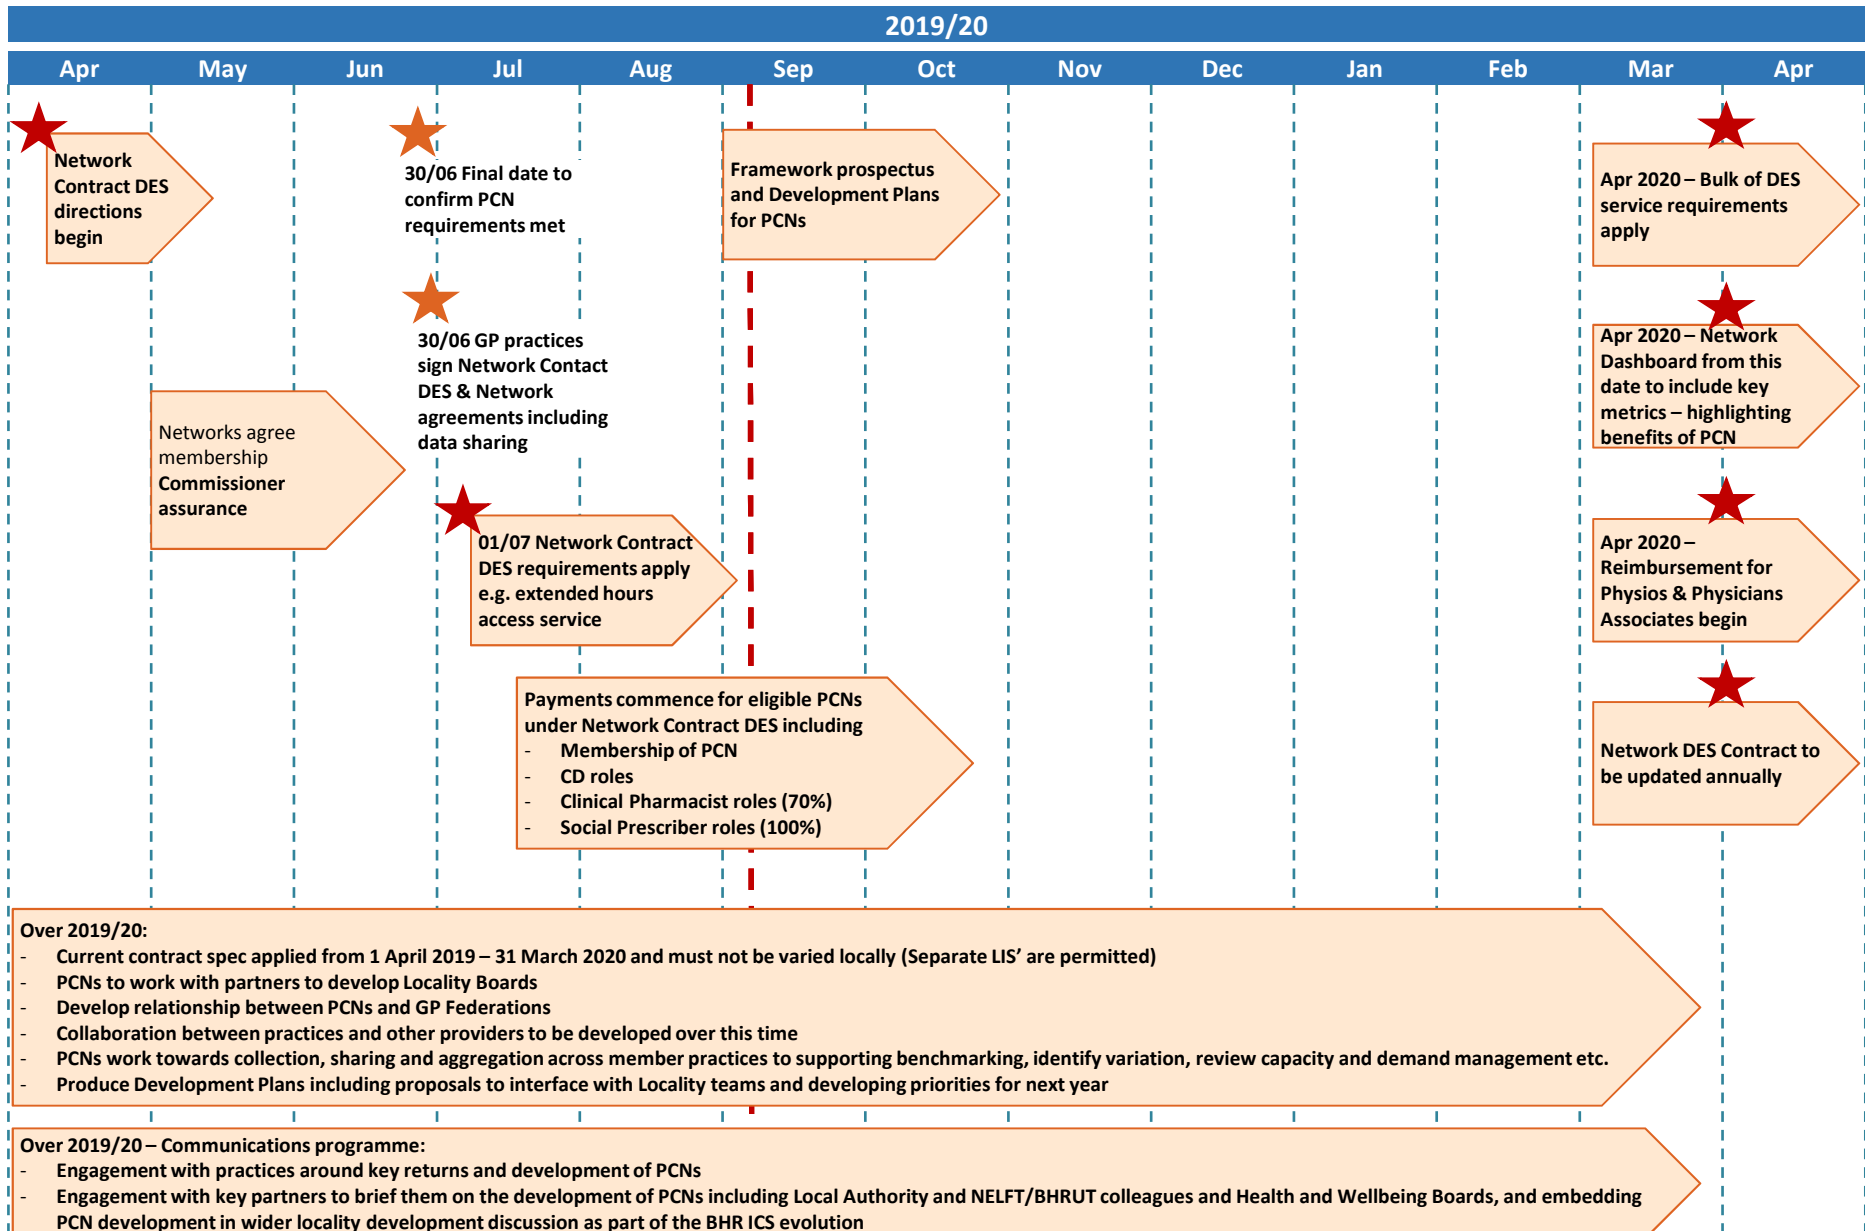 2019/20
Apr May Jun Jul Aug Sep Oct Nov Dec Jan Feb Mar Apr
Network
Contract DES
directions
begin
30/06 Final date to
confirm PCN
requirements met
Framework prospectus
and Development Plans
for PCNs
Apr 2020 – Bulk of DES
service requirements
apply
30/06 GP practices
sign Network Contact
DES & Network
agreements including
data sharing
Apr 2020 – Network
Dashboard from this
date to include key
metrics – highlighting
benefits of PCN
Networks agree
membership
Commissioner
assurance
01/07 Network Contract
DES requirements apply
e.g. extended hours
access service
Apr 2020 –
Reimbursement for
Physios & Physicians
Associates begin
Payments commence for eligible PCNs
under Network Contract DES including
- Membership of PCN
- CD roles
- Clinical Pharmacist roles (70%)
- Social Prescriber roles (100%)
Network DES Contract to
be updated annually
Over 2019/20:
- Current contract spec applied from 1 April 2019 – 31 March 2020 and must not be varied locally (Separate LIS’ are permitted)
- PCNs to work with partners to develop Locality Boards
- Develop relationship between PCNs and GP Federations
- Collaboration between practices and other providers to be developed over this time
- PCNs work towards collection, sharing and aggregation across member practices to supporting benchmarking, identify variation, review capacity and demand management etc.
- Produce Development Plans including proposals to interface with Locality teams and developing priorities for next year
Over 2019/20 – Communications programme:
- Engagement with practices around key returns and development of PCNs
- Engagement with key partners to brief them on the development of PCNs including Local Authority and NELFT/BHRUT colleagues and Health and Wellbeing Boards, and embedding
PCN development in wider locality development discussion as part of the BHR ICS evolution